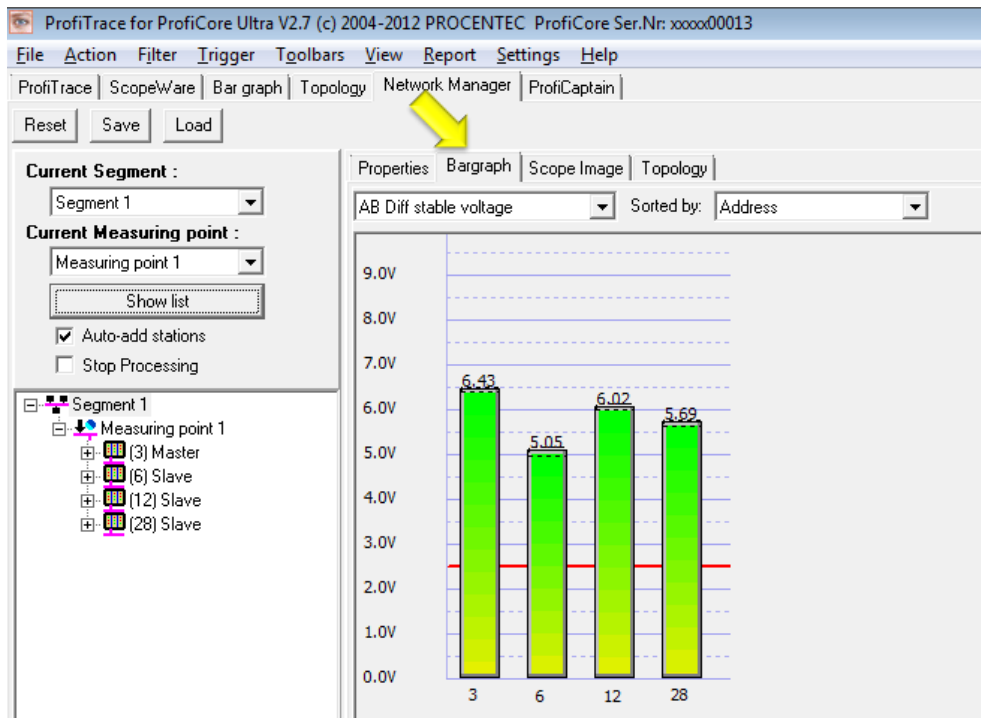 ProfiTrace for ProfiCore Ultra V2.7 (c) 2004-2012 PROCENTEC ProfiCore Ser.Nr: xxxxx00013
File Action Filter Trigger Toolbars View Report Settings Help
ProfiTrace ScopeWare Bar graph Topology Network Manager ProfiCaptain
Reset Save Load
Current Segment :
Segment 1
Current Measuring point :
Measuring point 1
Show list
Auto-add stations
Stop Processing
Segment 1
Measuring point 1
(3) Master
(6) Slave
(12) Slave
(28) Slave
Properties Bargraph Scope Image Topology
AB Diff stable voltage Sorted by: Address
9.0V
8.0V
7.0V
6.43
6.02
6.0V
5.69
5.05
5.0V
4.0V
3.0V
2.0V
1.0V
0.0V
3 6 12 28